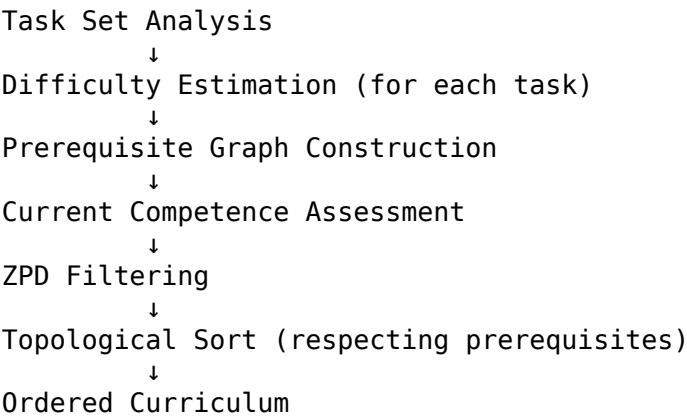 Task Set Analysis
↓
Difficulty Estimation (for each task)
↓
Prerequisite Graph Construction
↓
Current Competence Assessment
↓
ZPD Filtering
↓
Topological Sort (respecting prerequisites)
↓
Ordered Curriculum